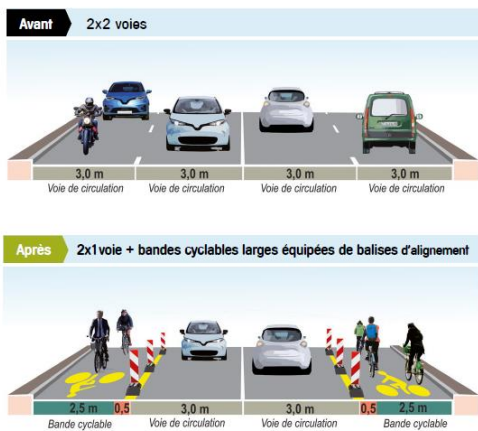 Avant 2x2 voies
3,0 m 3,0 m 3,0 m 3,0 m
Voie de circulation Voie de circulation Voie de circulation Voie de circulation
Après 2x1voie + bandes cyclables larges équipées de balises d'alignement
2,5 m 0,5 3,0 m 3,0 m 0,5 2,5 m
Bande cyclable Voie de circulation Voie de circulation Bande cyclable